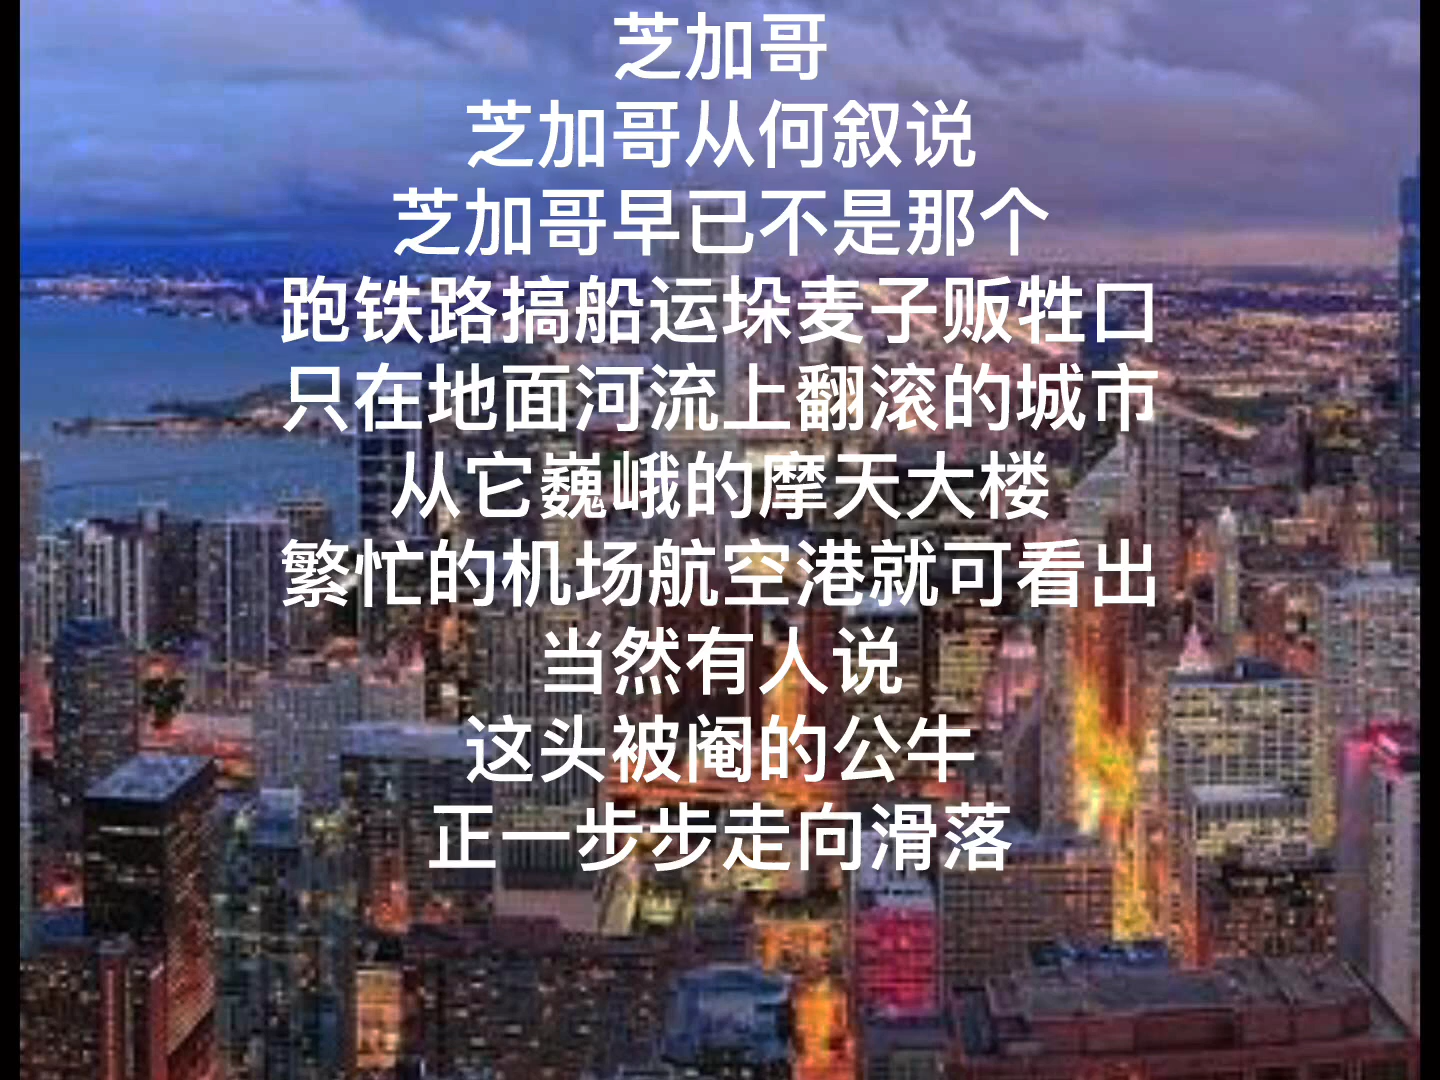 芝加哥
芝加哥从何叙说
芝加哥早已不是那个
跑铁路搞船运垛麦子贩牲口
只在地面河流上翻滚的城市
从它巍峨的摩天大楼
繁忙的机场航空港就可看出
当然有人说
这头被阉的公牛
正一步步走向滑落